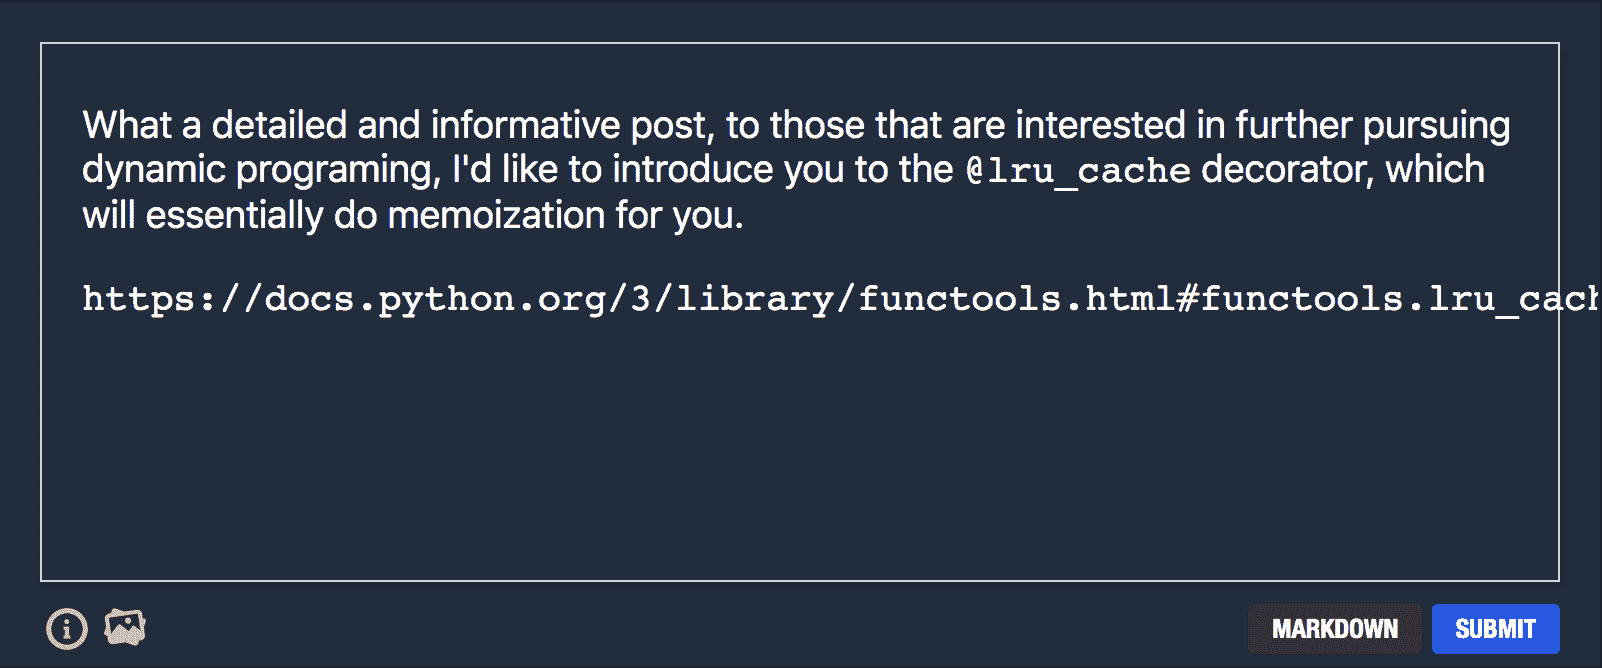 What a detailed and informative post, to those that are interested in further pursuing
dynamic programing, I'd like to introduce you to the @lru_cache decorator, which
will essentially do memoization for you.
https://docs.python.org/3/library/functools.html#functools.lru_cach
MARKDOWN SUBMIT